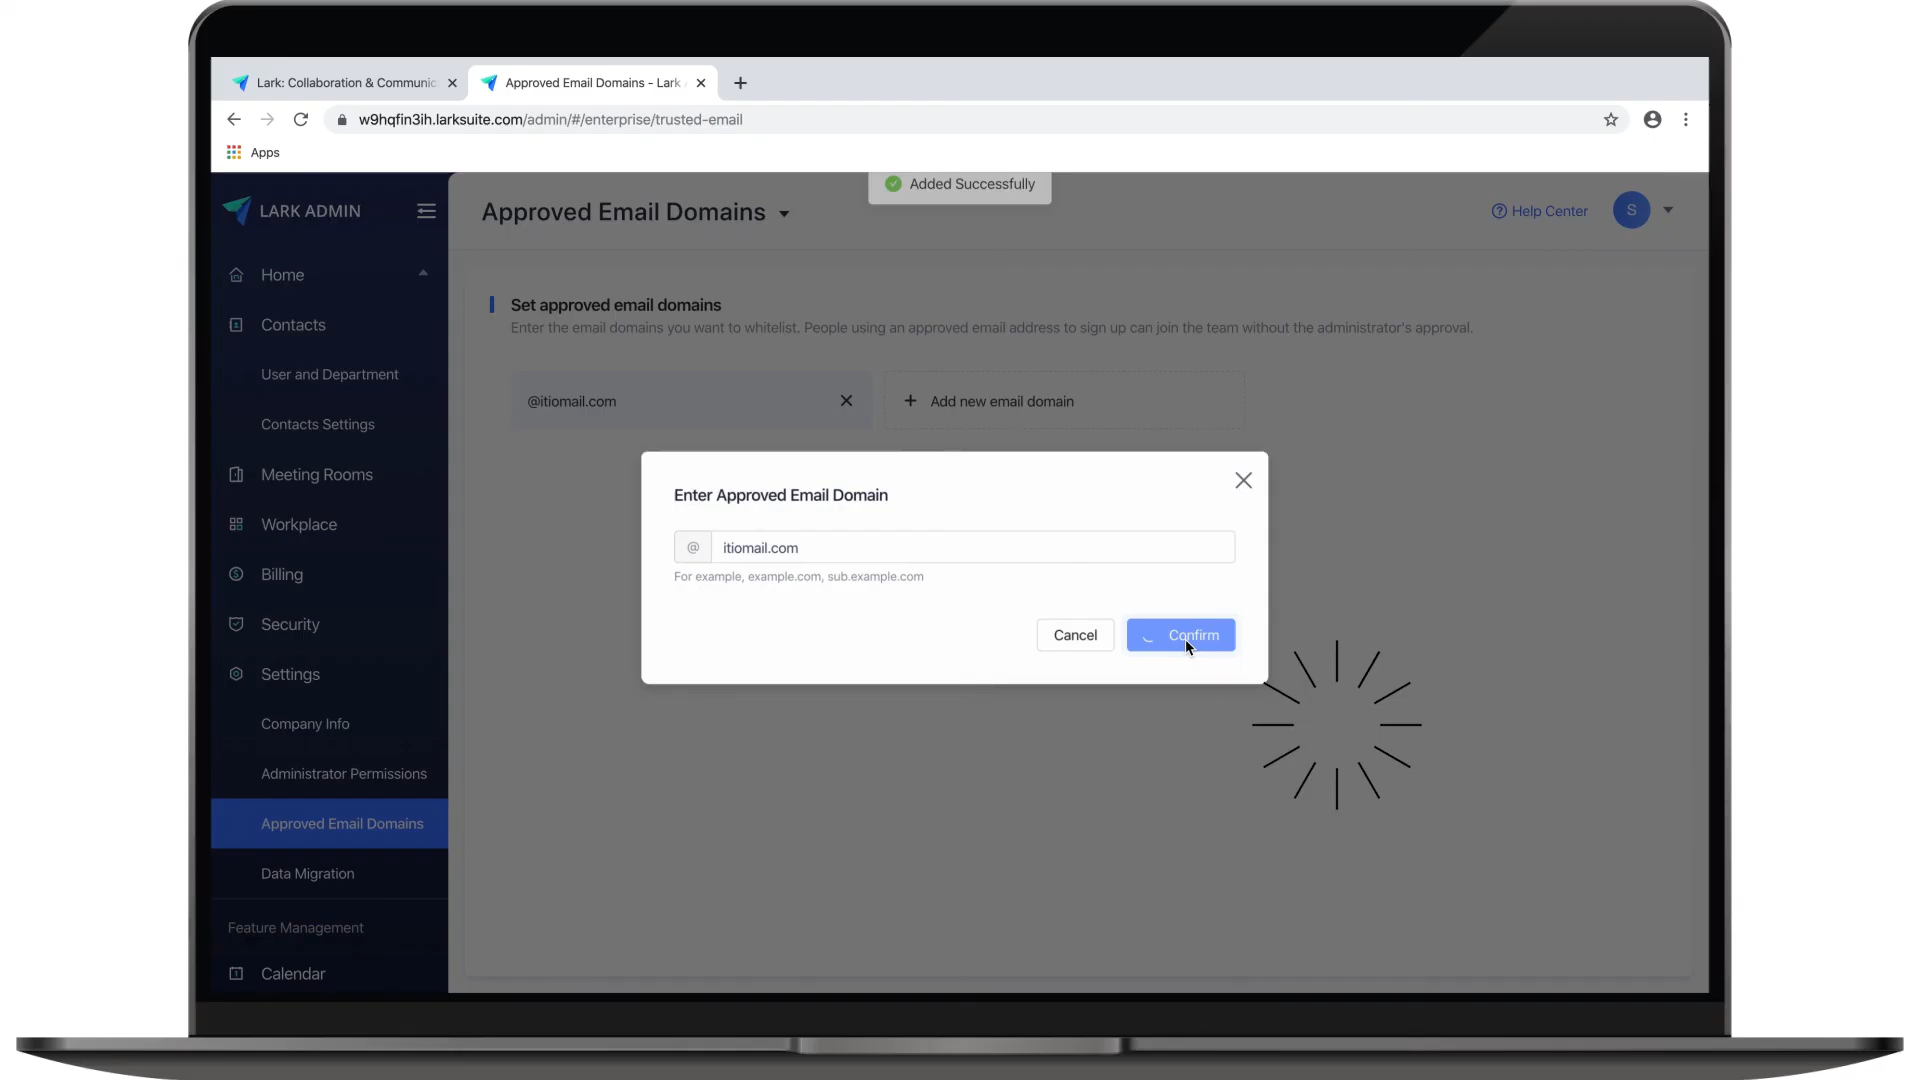 Lark: Collaboration & Communic
Approved Email Domains - Lark
w9hqfin3ih.larksuite.com/admin/#/enterprise/trusted-email
Apps
Added Successfully
LARK ADMIN
Approved Email Domains
Help Center
S
Home
Contacts
User and Department
Contacts Settings
Meeting Rooms
Workplace
Billing
Security
Settings
Company Info
Administrator Permissions
Approved Email Domains
Data Migration
Feature Management
Calendar
Set approved email domains
Enter the email domains you want to whitelist. People using an approved email address to sign up can join the team without the administrator's approval.
@itiomail.com
+ Add new email domain
Enter Approved Email Domain
@ itiomail.com
For example, example.com, sub.example.com
Cancel
Confirm